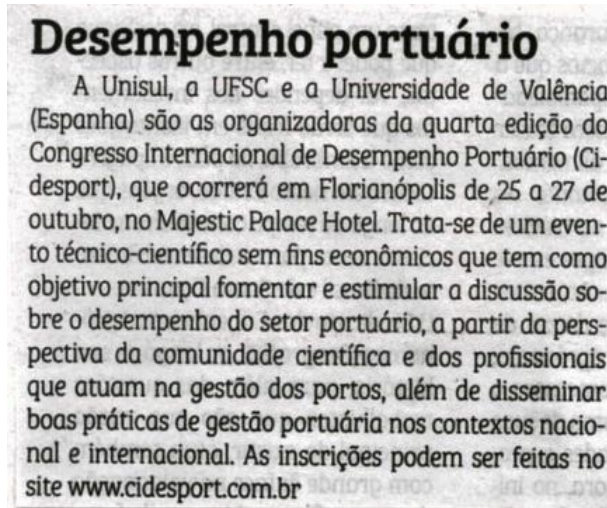 Desempenho portuário
A Unisul, a UFSC e a Universidade de Valência
(Espanha) são as organizadoras da quarta edição do
Congresso Internacional de Desempenho Portuário (Ci-
desport), que ocorrerá em Florianópolis de 25 a 27 de
outubro, no Majestic Palace Hotel. Trata-se de um even-
to técnico-científico sem fins econômicos que tem como
objetivo principal fomentar e estimular a discussão so-
bre o desempenho do setor portuário, a partir da pers-
pectiva da comunidade científica e dos profissionais
que atuam na gestão dos portos, além de disseminar
boas práticas de gestão portuária nos contextos nacio-
nal e internacional. As inscrições podem ser feitas no
site www.cidesport.com.br